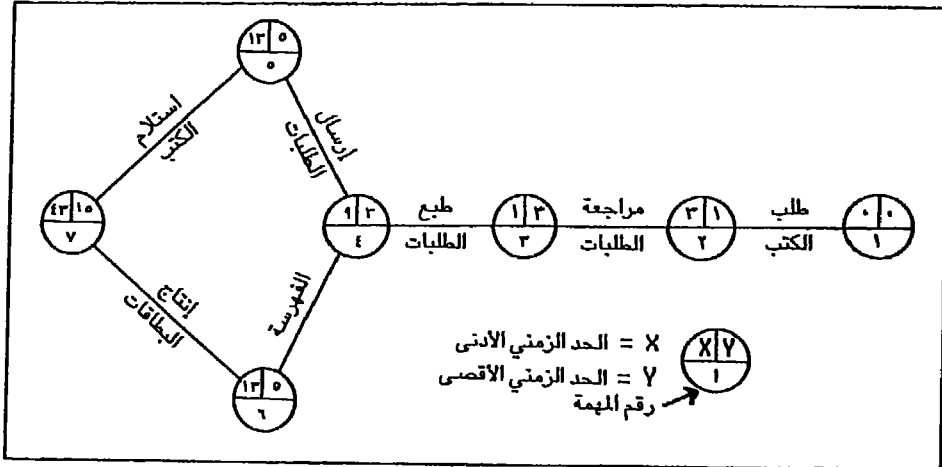 ١٣ ٥
٥
استلام
الكتب
إرسال
الطلبات
٠ ٠
١
طلب
الكتب
٣ ١
٢
مراجعة
الطلبات
١ ٣
٣
طبع
الطلبات
٩ ٣
٤
٤٣ ١٥
٧
إنتاج
البطاقات
الفهرسة
١٣ ٥
٦
X = الحد الزمني الأدنى
Y = الحد الزمني الأقصى
رقم المهمة
X Y
١